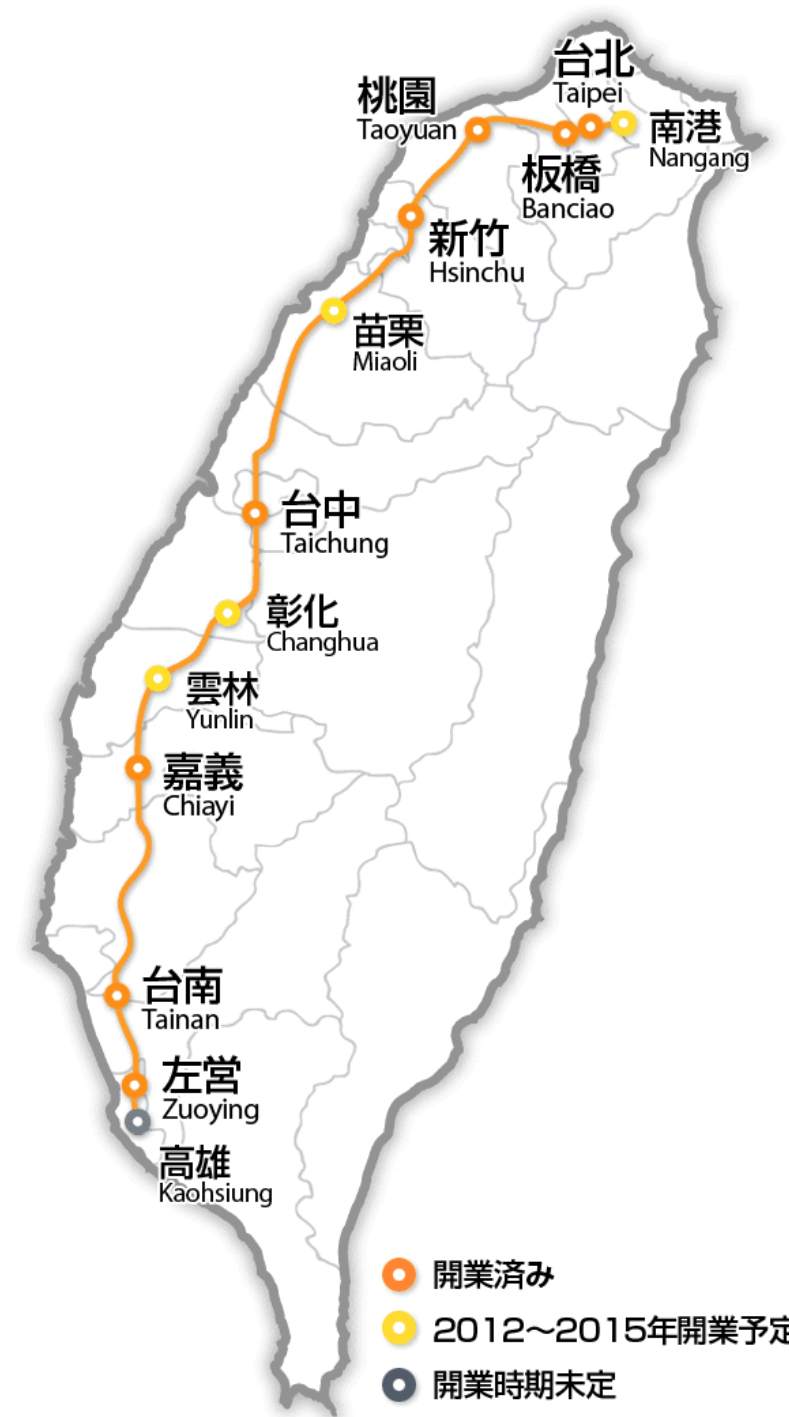 台北
Taipei
桃園
Taoyuan
南港
Nangang
板橋
Banciao
新竹
Hsinchu
苗栗
Miaoli
台中
Taichung
彰化
Changhua
雲林
Yunlin
嘉義
Chiayi
台南
Tainan
左営
Zuoying
高雄
Kaohsiung
開業済み
2012～2015年開業予定
開業時期未定